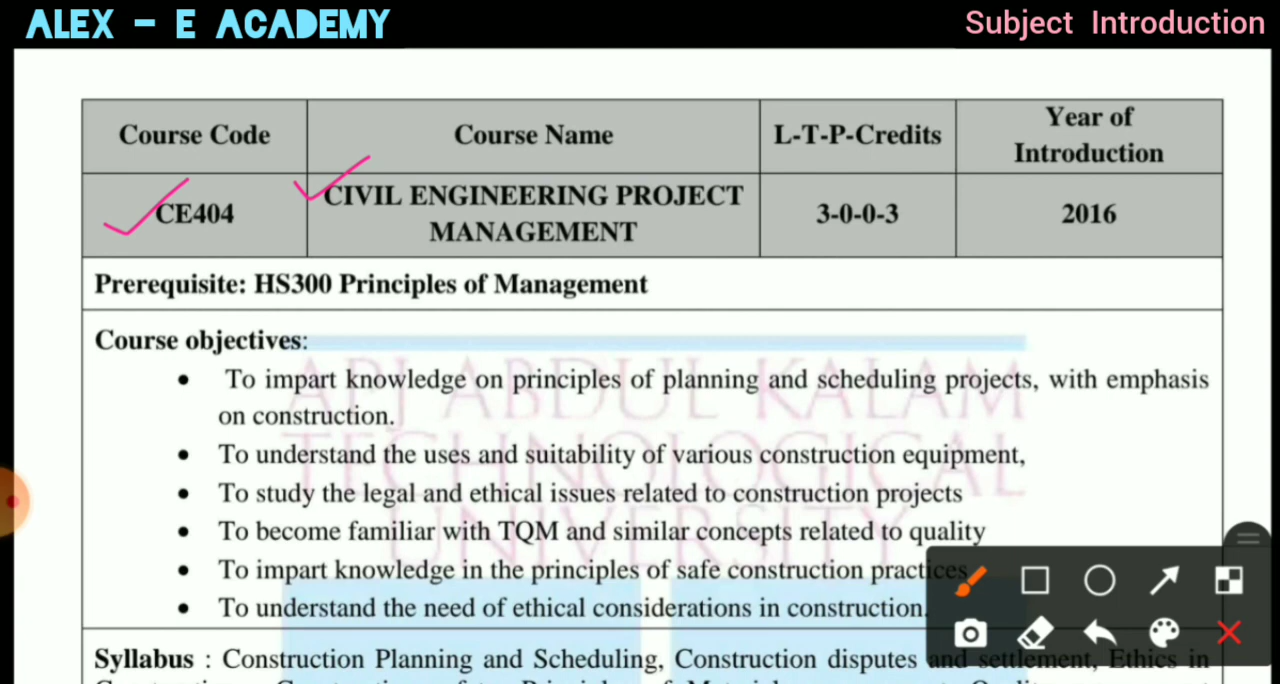 ALEX - E ACADEMY
Subject Introduction
Course Code
Course Name
L-T-P-Credits
Year of
Introduction
CE404
CIVIL ENGINEERING PROJECT
MANAGEMENT
3-0-0-3
2016
Prerequisite: HS300 Principles of Management
Course objectives:
• To impart knowledge on principles of planning and scheduling projects, with emphasis
on construction.
• To understand the uses and suitability of various construction equipment,
• To study the legal and ethical issues related to construction projects
• To become familiar with TQM and similar concepts related to quality
• To impart knowledge in the principles of safe construction practices
• To understand the need of ethical considerations in construction.
Syllabus : Construction Planning and Scheduling, Construction disputes and settlement, Ethics in
APJ ABDUL KALAM
TECHNOLOGICAL
UNIVERSITY